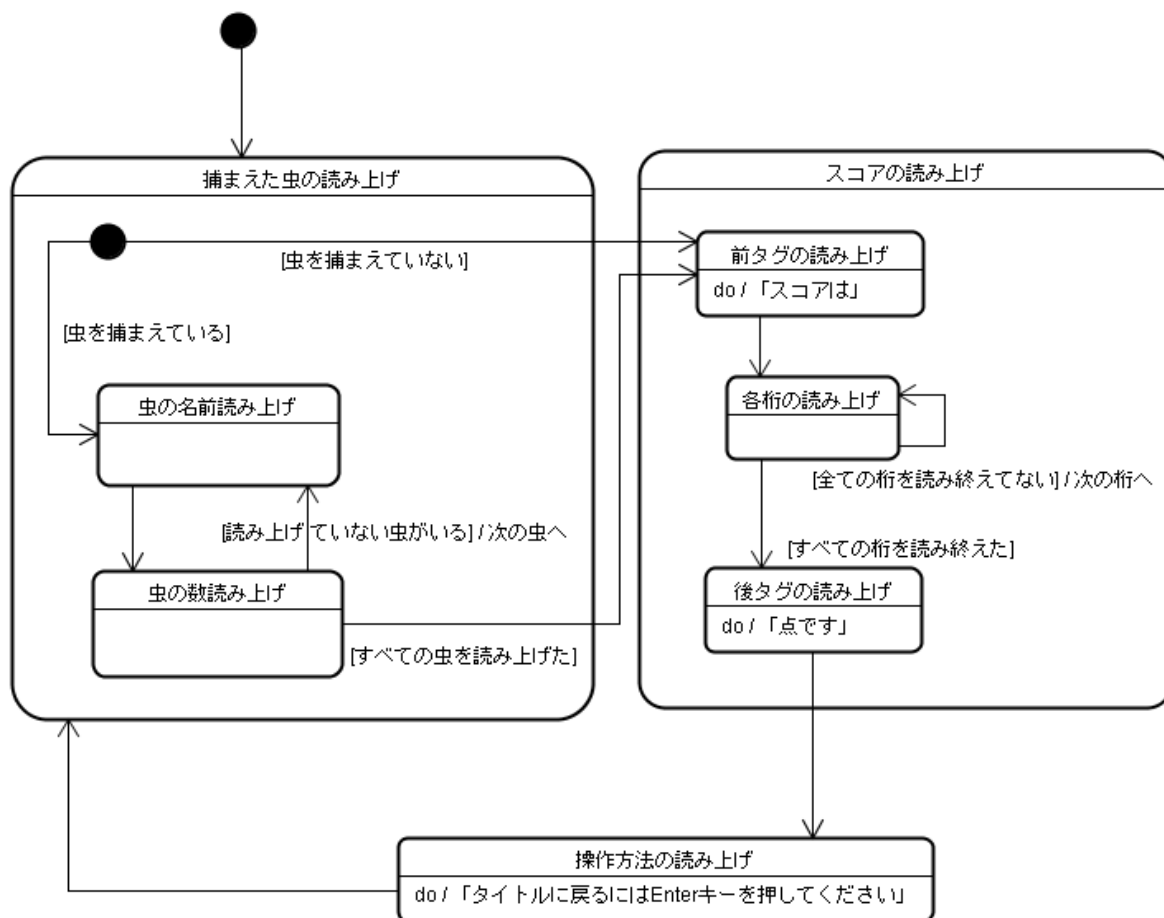 捕まえた虫の読み上げ
[虫を捕まえていない]
[虫を捕まえている]
虫の名前読み上げ
[読み上げていない虫がいる] / 次の虫へ
虫の数読み上げ
[すべての虫を読み上げた]
スコアの読み上げ
前タグの読み上げ
do / 「スコアは」
各桁の読み上げ
[全ての桁を読み終えてない] / 次の桁へ
[すべての桁を読み終えた]
後タグの読み上げ
do / 「点です」
操作方法の読み上げ
do / 「タイトルに戻るにはEnterキーを押してください」